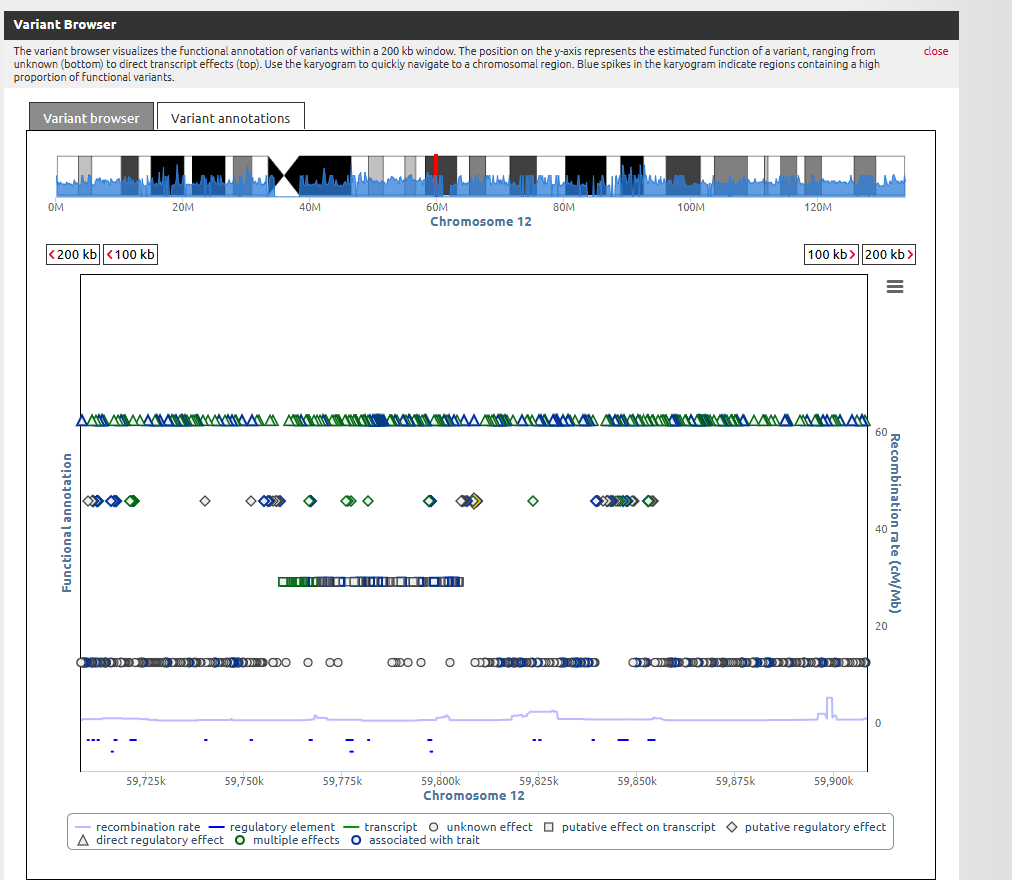 Variant Browser
The variant browser visualizes the functional annotation of variants within a 200 kb window. The position on the y-axis represents the estimated function of a variant, ranging from
close
unknown (bottom) to direct transcript effects (top). Use the karyogram to quickly navigate to a chromosomal region. Blue spikes in the karyogram indicate regions containing a high
proportion of functional variants.
Variant browser Variant annotations
0M 20M 40M 60M 80M 100M 120M
Chromosome 12
<200 kb <100 kb 100 kb> 200 kb>
60
40
20
0
Functional annotation
Recombination rate (cM/Mb)
59,725k 59,750k 59,775k 59,800k 59,825k 59,850k 59,875k 59,900k
Chromosome 12
recombination rate regulatory element transcript unknown effect putative effect on transcript putative regulatory effect
direct regulatory effect multiple effects associated with trait